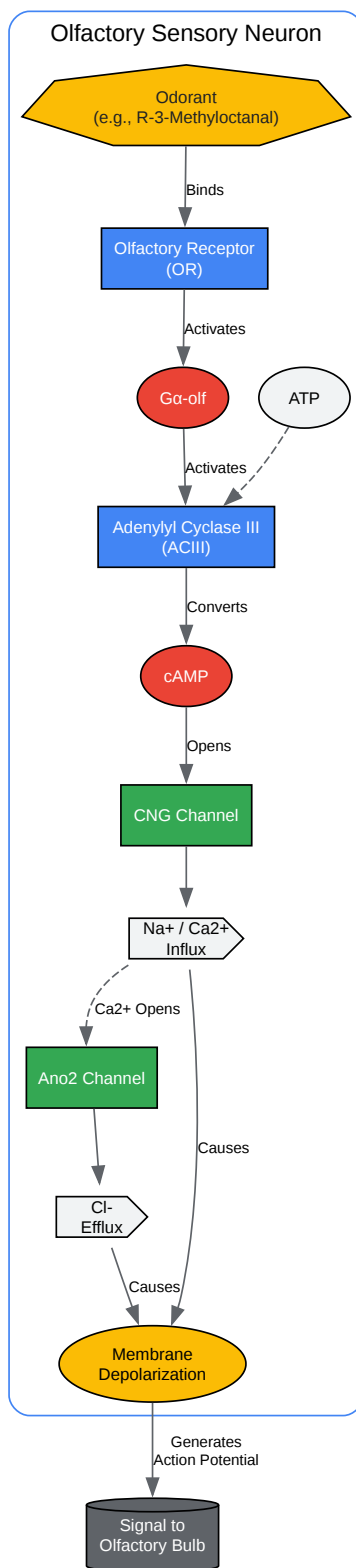 Olfactory Sensory Neuron
Odorant
(e.g., R-3-Methyloctanal)
Binds
Olfactory Receptor
(OR)
Activates
Gα-olf
ATP
Activates
Adenylyl Cyclase III
(ACIII)
Converts
cAMP
Opens
CNG Channel
Na+ / Ca2+
Influx
Ca2+ Opens
Ano2 Channel
Causes
Cl-
Efflux
Causes
Membrane
Depolarization
Generates
Action Potential
Signal to
Olfactory Bulb